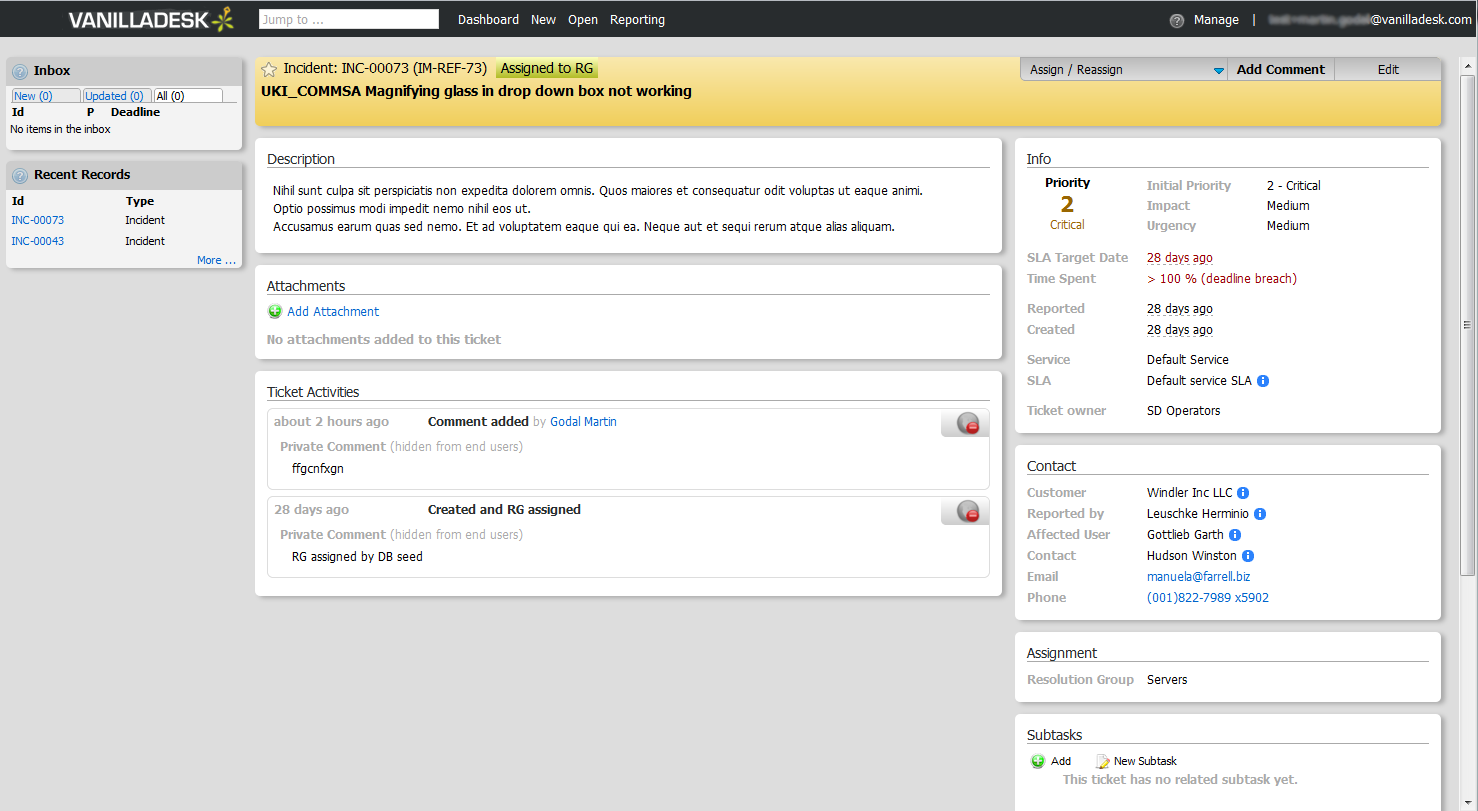 VANILLADESK
Jump to ...
Dashboard New Open Reporting
? Manage | @vanilladesk.com
? Inbox
New (0) Updated (0) All (0)
Id P Deadline
No items in the inbox
? Recent Records
Id Type
INC-00073 Incident
INC-00043 Incident
More ...
Incident: INC-00073 (IM-REF-73) Assigned to RG
UKI_COMMSA Magnifying glass in drop down box not working
Assign / Reassign Add Comment Edit
Description
Nihil sunt culpa sit perspiciatis non expedita dolorem omnis. Quos maiores et consequatur odit voluptas ut eaque animi.
Optio possimus modi impedit nemo nihil eos ut.
Accusamus earum quas sed nemo. Et ad voluptatem eaque qui ea. Neque aut et sequi rerum atque alias aliquam.
Attachments
Add Attachment
No attachments added to this ticket
Ticket Activities
about 2 hours ago Comment added by Godal Martin
Private Comment (hidden from end users)
ffgcnfxgn
28 days ago Created and RG assigned
Private Comment (hidden from end users)
RG assigned by DB seed
Info
Priority
2
Critical
Initial Priority 2 - Critical
Impact Medium
Urgency Medium
SLA Target Date 28 days ago
Time Spent > 100 % (deadline breach)
Reported 28 days ago
Created 28 days ago
Service Default Service
SLA Default service SLA i
Ticket owner SD Operators
Contact
Customer Windler Inc LLC i
Reported by Leuschke Herminio i
Affected User Gottlieb Garth i
Contact Hudson Winston i
Email manuela@farrell.biz
Phone (001)822-7989 x5902
Assignment
Resolution Group Servers
Subtasks
Add New Subtask
This ticket has no related subtask yet.